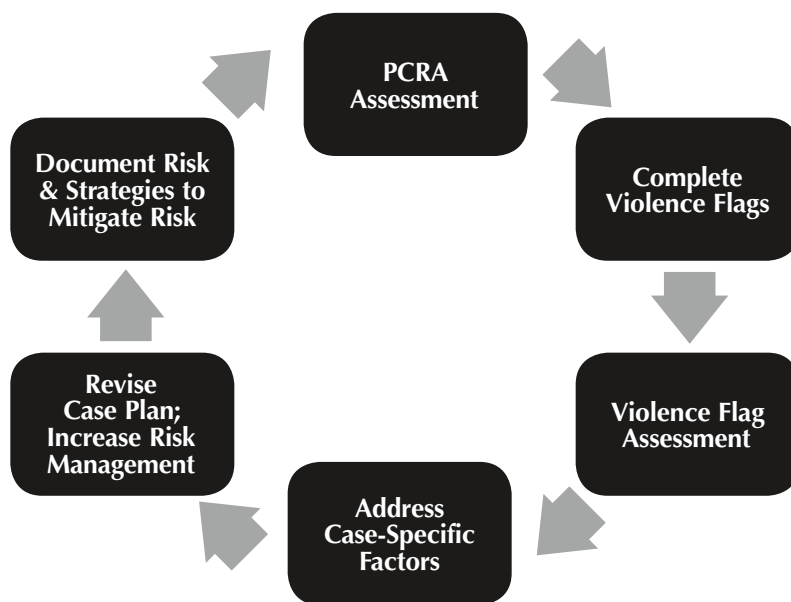 PCRA
Assessment
Complete
Violence Flags
Violence Flag
Assessment
Address
Case-Specific
Factors
Revise
Case Plan;
Increase Risk
Management
Document Risk
& Strategies to
Mitigate Risk